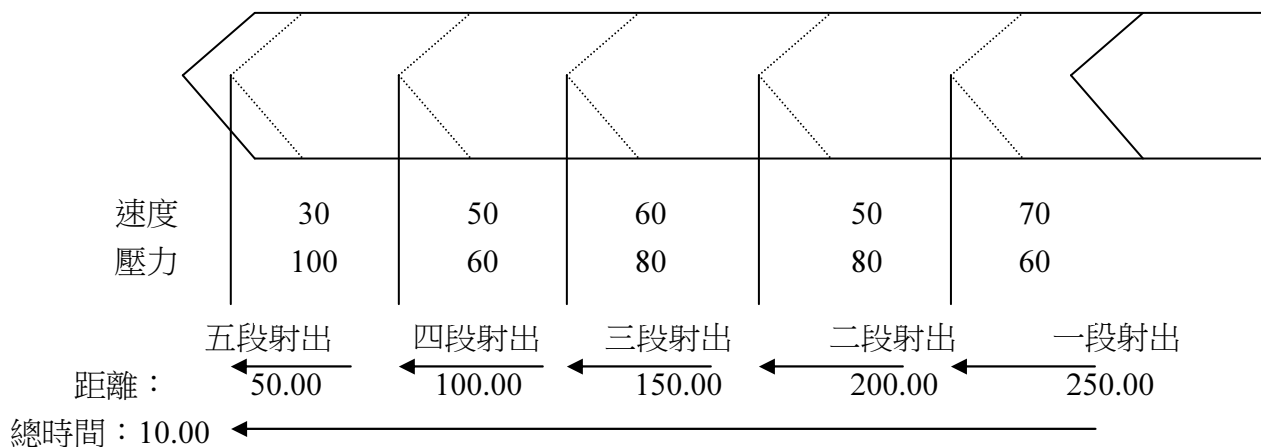 速度 30 50 60 50 70
壓力 100 60 80 80 60
五段射出 四段射出 三段射出 二段射出 一段射出
距離： 50.00 100.00 150.00 200.00 250.00
總時間：10.00